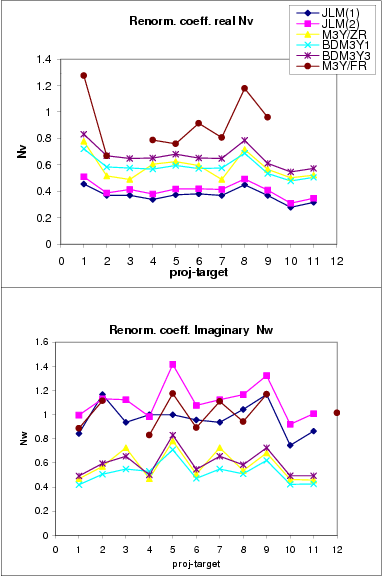 Renorm. coeff. real Nv
JLM(1)
JLM(2)
M3Y/ZR
BDM3Y1
BDM3Y3
M3Y/FR
1.4
1.2
1
0.8
0.6
0.4
0.2
0
Nv
0 1 2 3 4 5 6 7 8 9 10 11 12
proj-target
Renorm. coeff. Imaginary Nw
1.6
1.4
1.2
1
0.8
0.6
0.4
0.2
0
Nw
0 1 2 3 4 5 6 7 8 9 10 11 12
proj-target